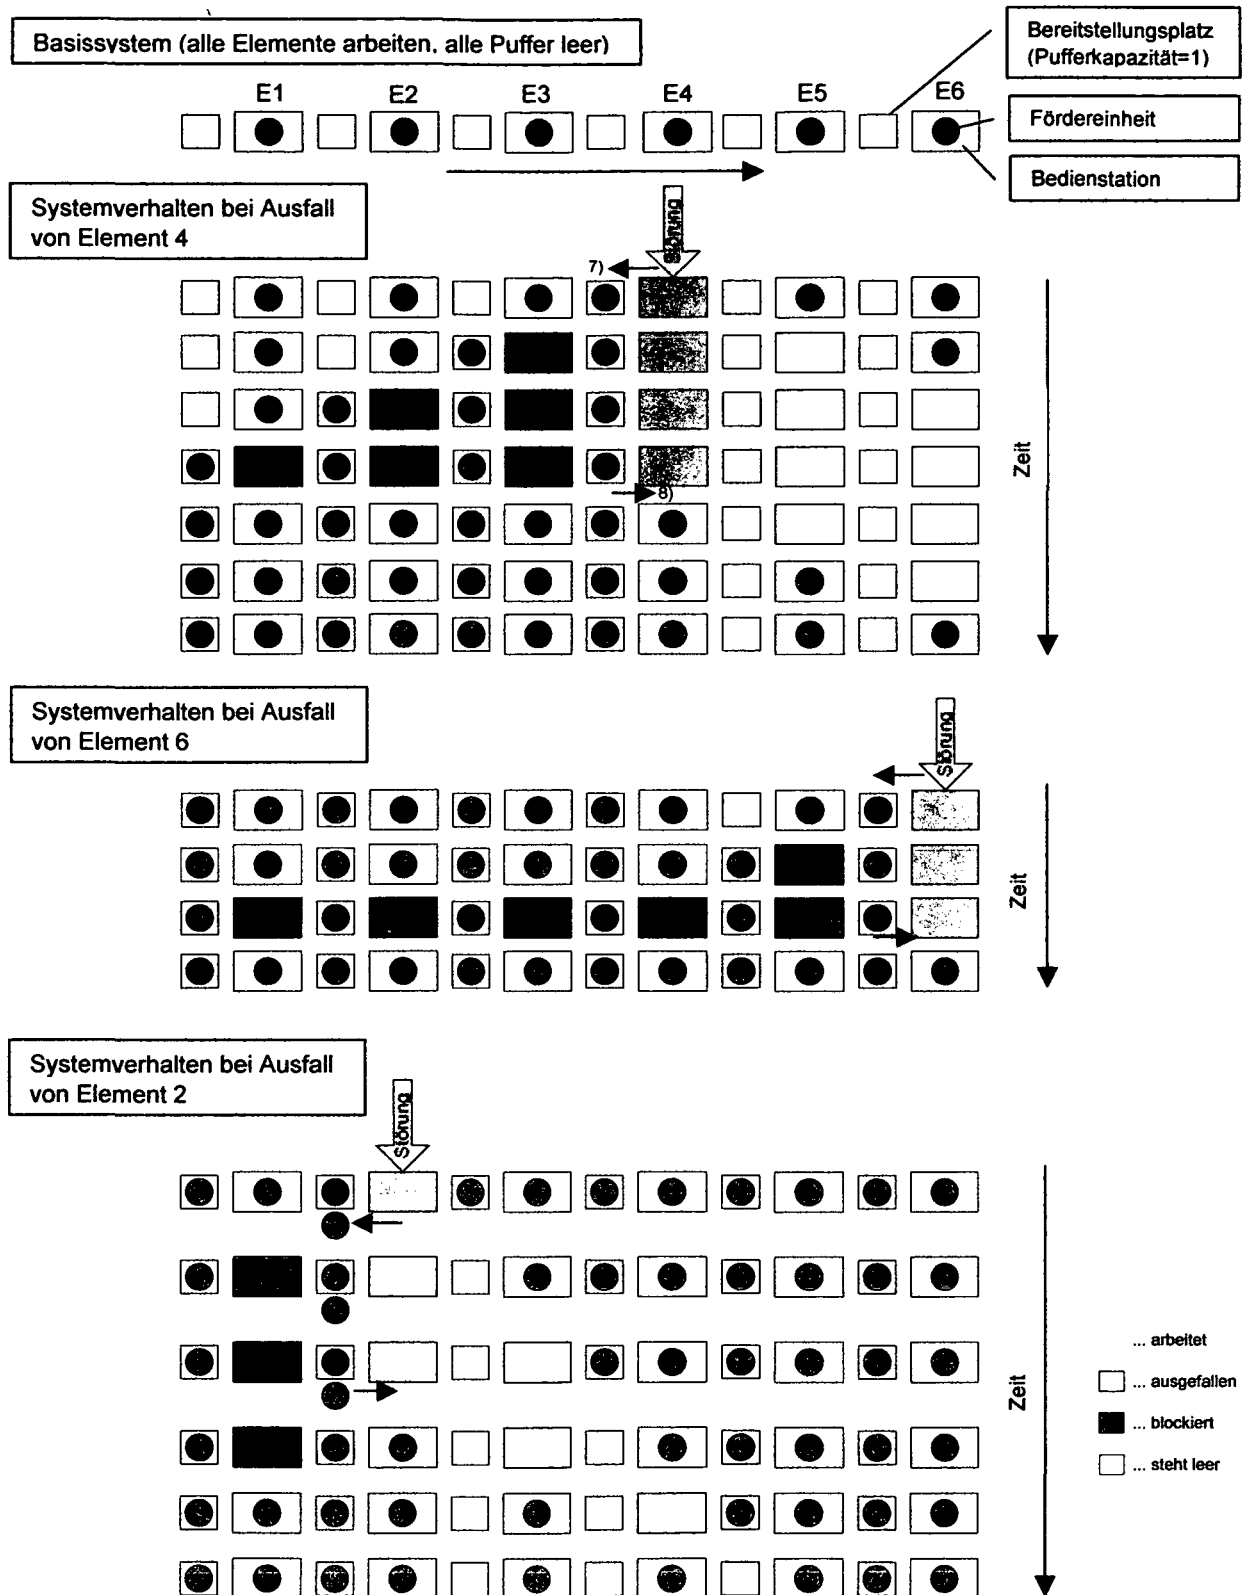 Basissystem (alle Elemente arbeiten, alle Puffer leer)
Bereitstellungsplatz
(Pufferkapazität=1)
E1 E2 E3 E4 E5 E6
Fördereinheit
Bedienstation
Systemverhalten bei Ausfall
von Element 4
Störung
7)
Zeit
8)
Systemverhalten bei Ausfall
von Element 6
Störung
Zeit
Systemverhalten bei Ausfall
von Element 2
Störung
Zeit
... arbeitet
... ausgefallen
... blockiert
... steht leer